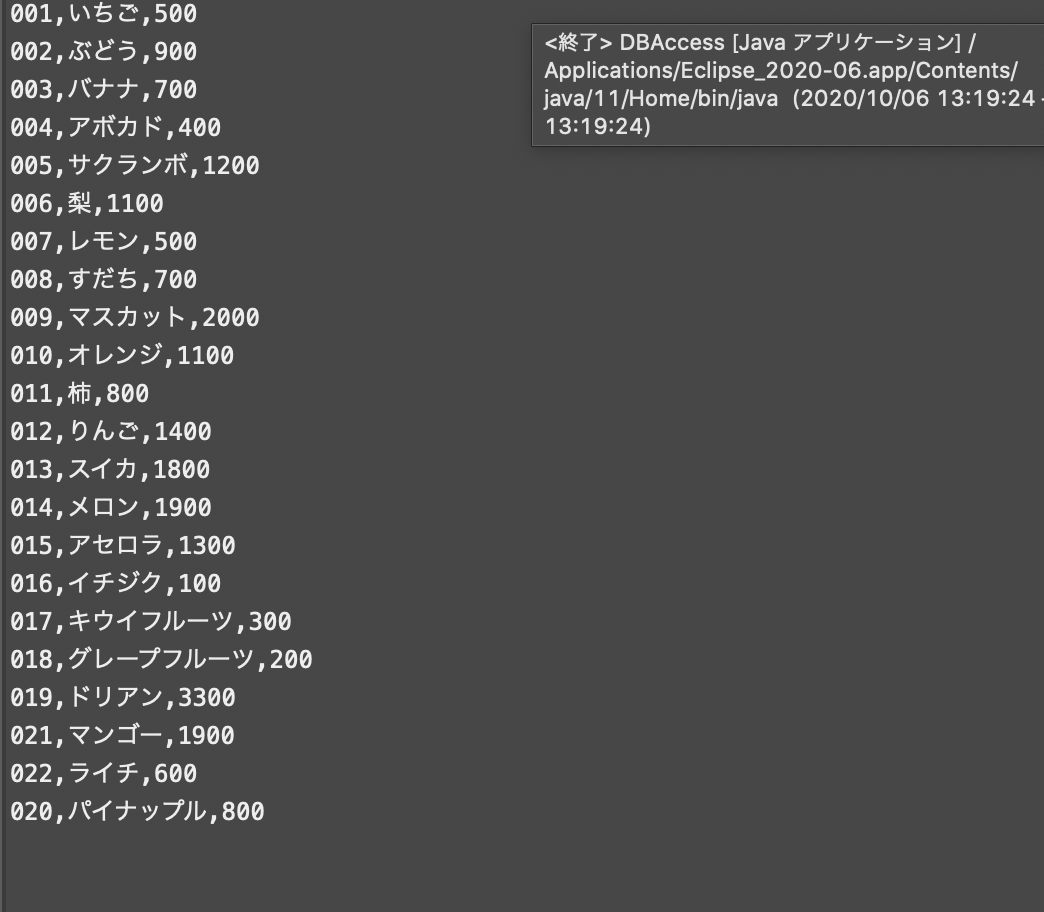 001,いちご,500
002,ぶどう,900
003,バナナ,700
004,アボカド,400
005,サクランボ,1200
006,梨,1100
007,レモン,500
008,すだち,700
009,マスカット,2000
010,オレンジ,1100
011,柿,800
012,りんご,1400
013,スイカ,1800
014,メロン,1900
015,アセロラ,1300
016,イチジク,100
017,キウイフルーツ,300
018,グレープフルーツ,200
019,ドリアン,3300
021,マンゴー,1900
022,ライチ,600
020,パイナップル,800
<終了> DBAccess [Java アプリケーション] /
Applications/Eclipse_2020-06.app/Contents/
java/11/Home/bin/java (2020/10/06 13:19:24 -
13:19:24)